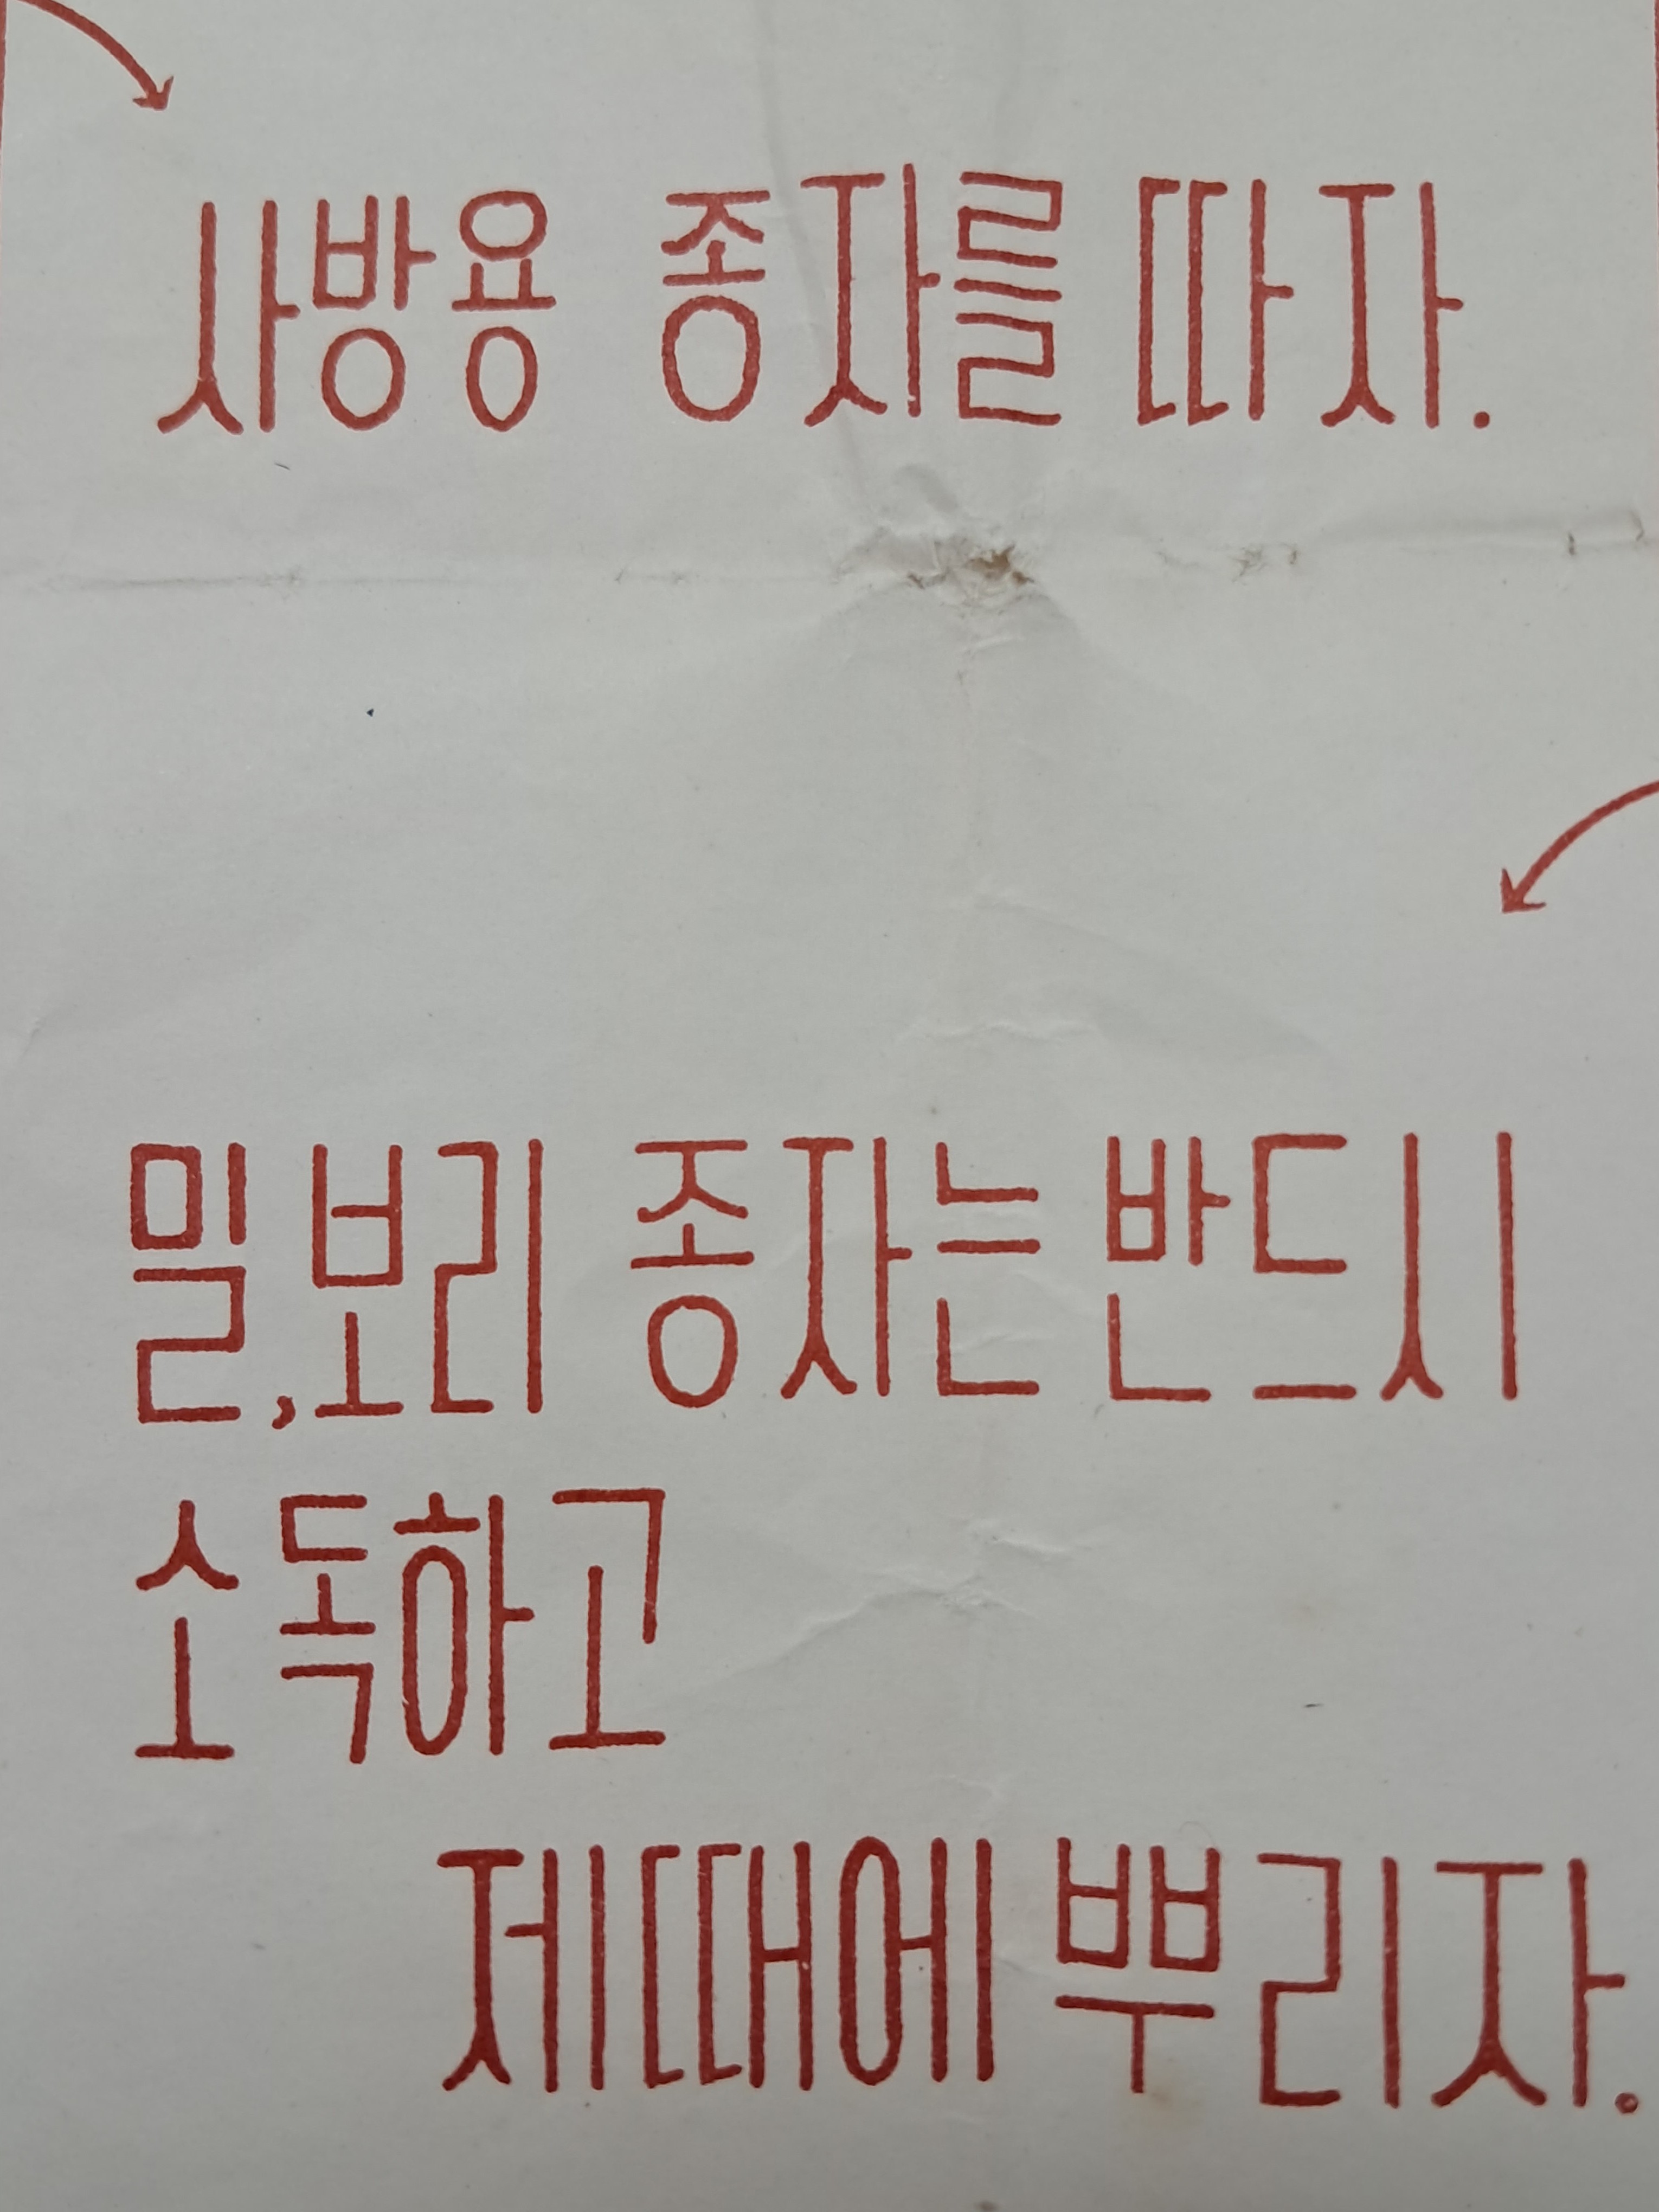 사방용 종자를 따자.
밀,보리 종자는 반드시
소독하고
제때에 뿌리자.